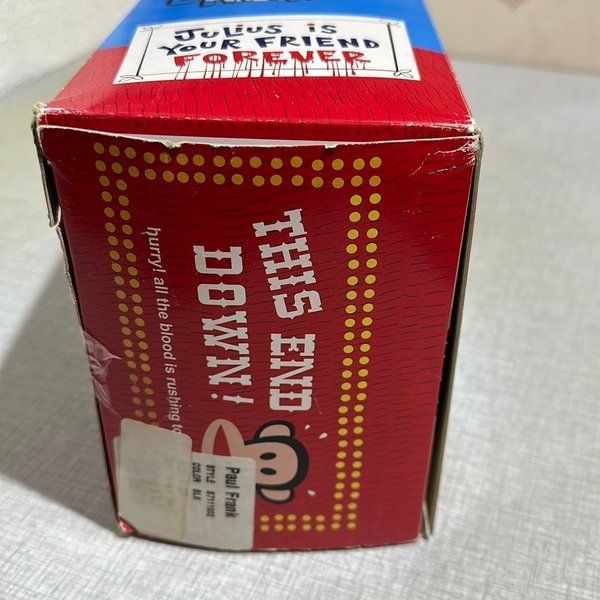 JULIUS IS
YOUR FRIEND
FOREVER
THIS END
DOWN!
hurry! all the blood is rushing to
Paul Frank
STYLE B7111002
COLOR BLK